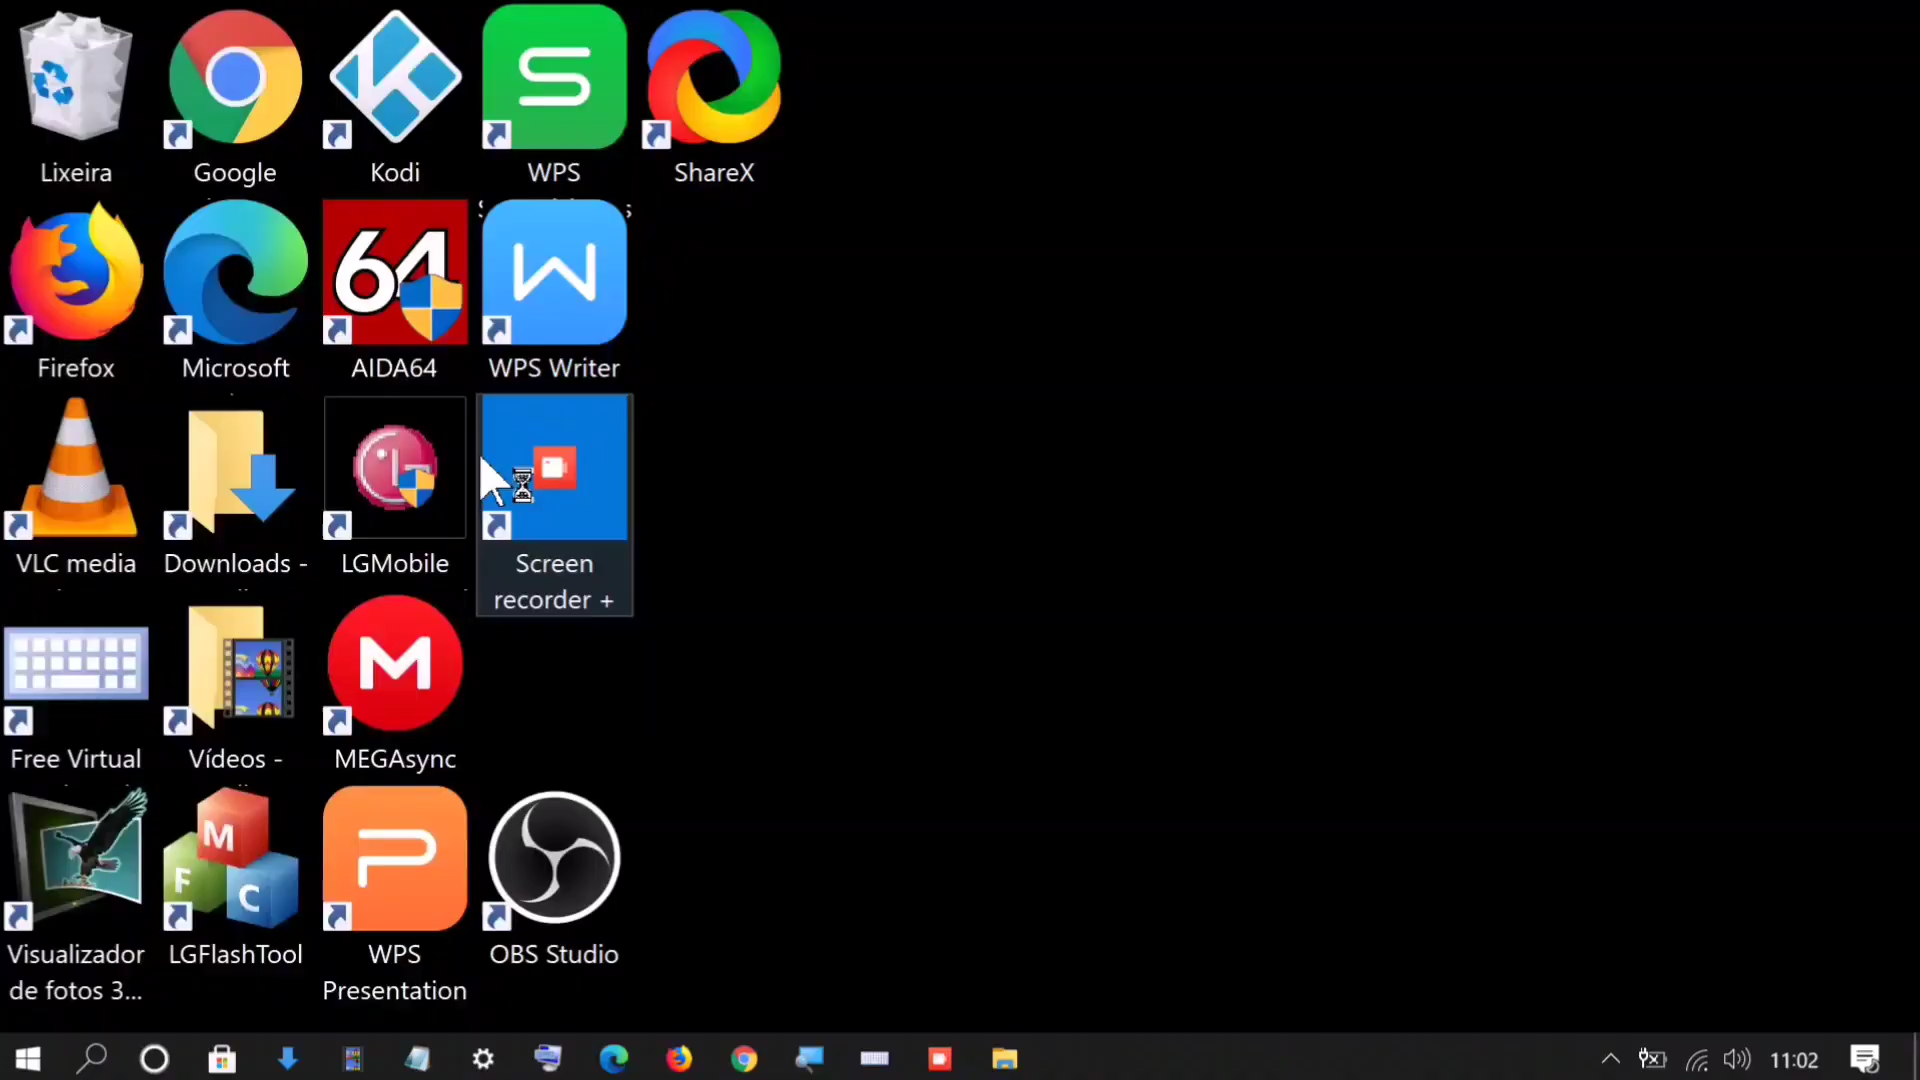 Lixeira
Google
Kodi
WPS
ShareX
64
Firefox
Microsoft
AIDA64
WPS Writer
VLC media
Downloads -
LGMobile
Screen
recorder +
Free Virtual
Vídeos -
MEGAsync
M
F
C
Visualizador
de fotos 3...
LGFlashTool
WPS
Presentation
OBS Studio
11:02